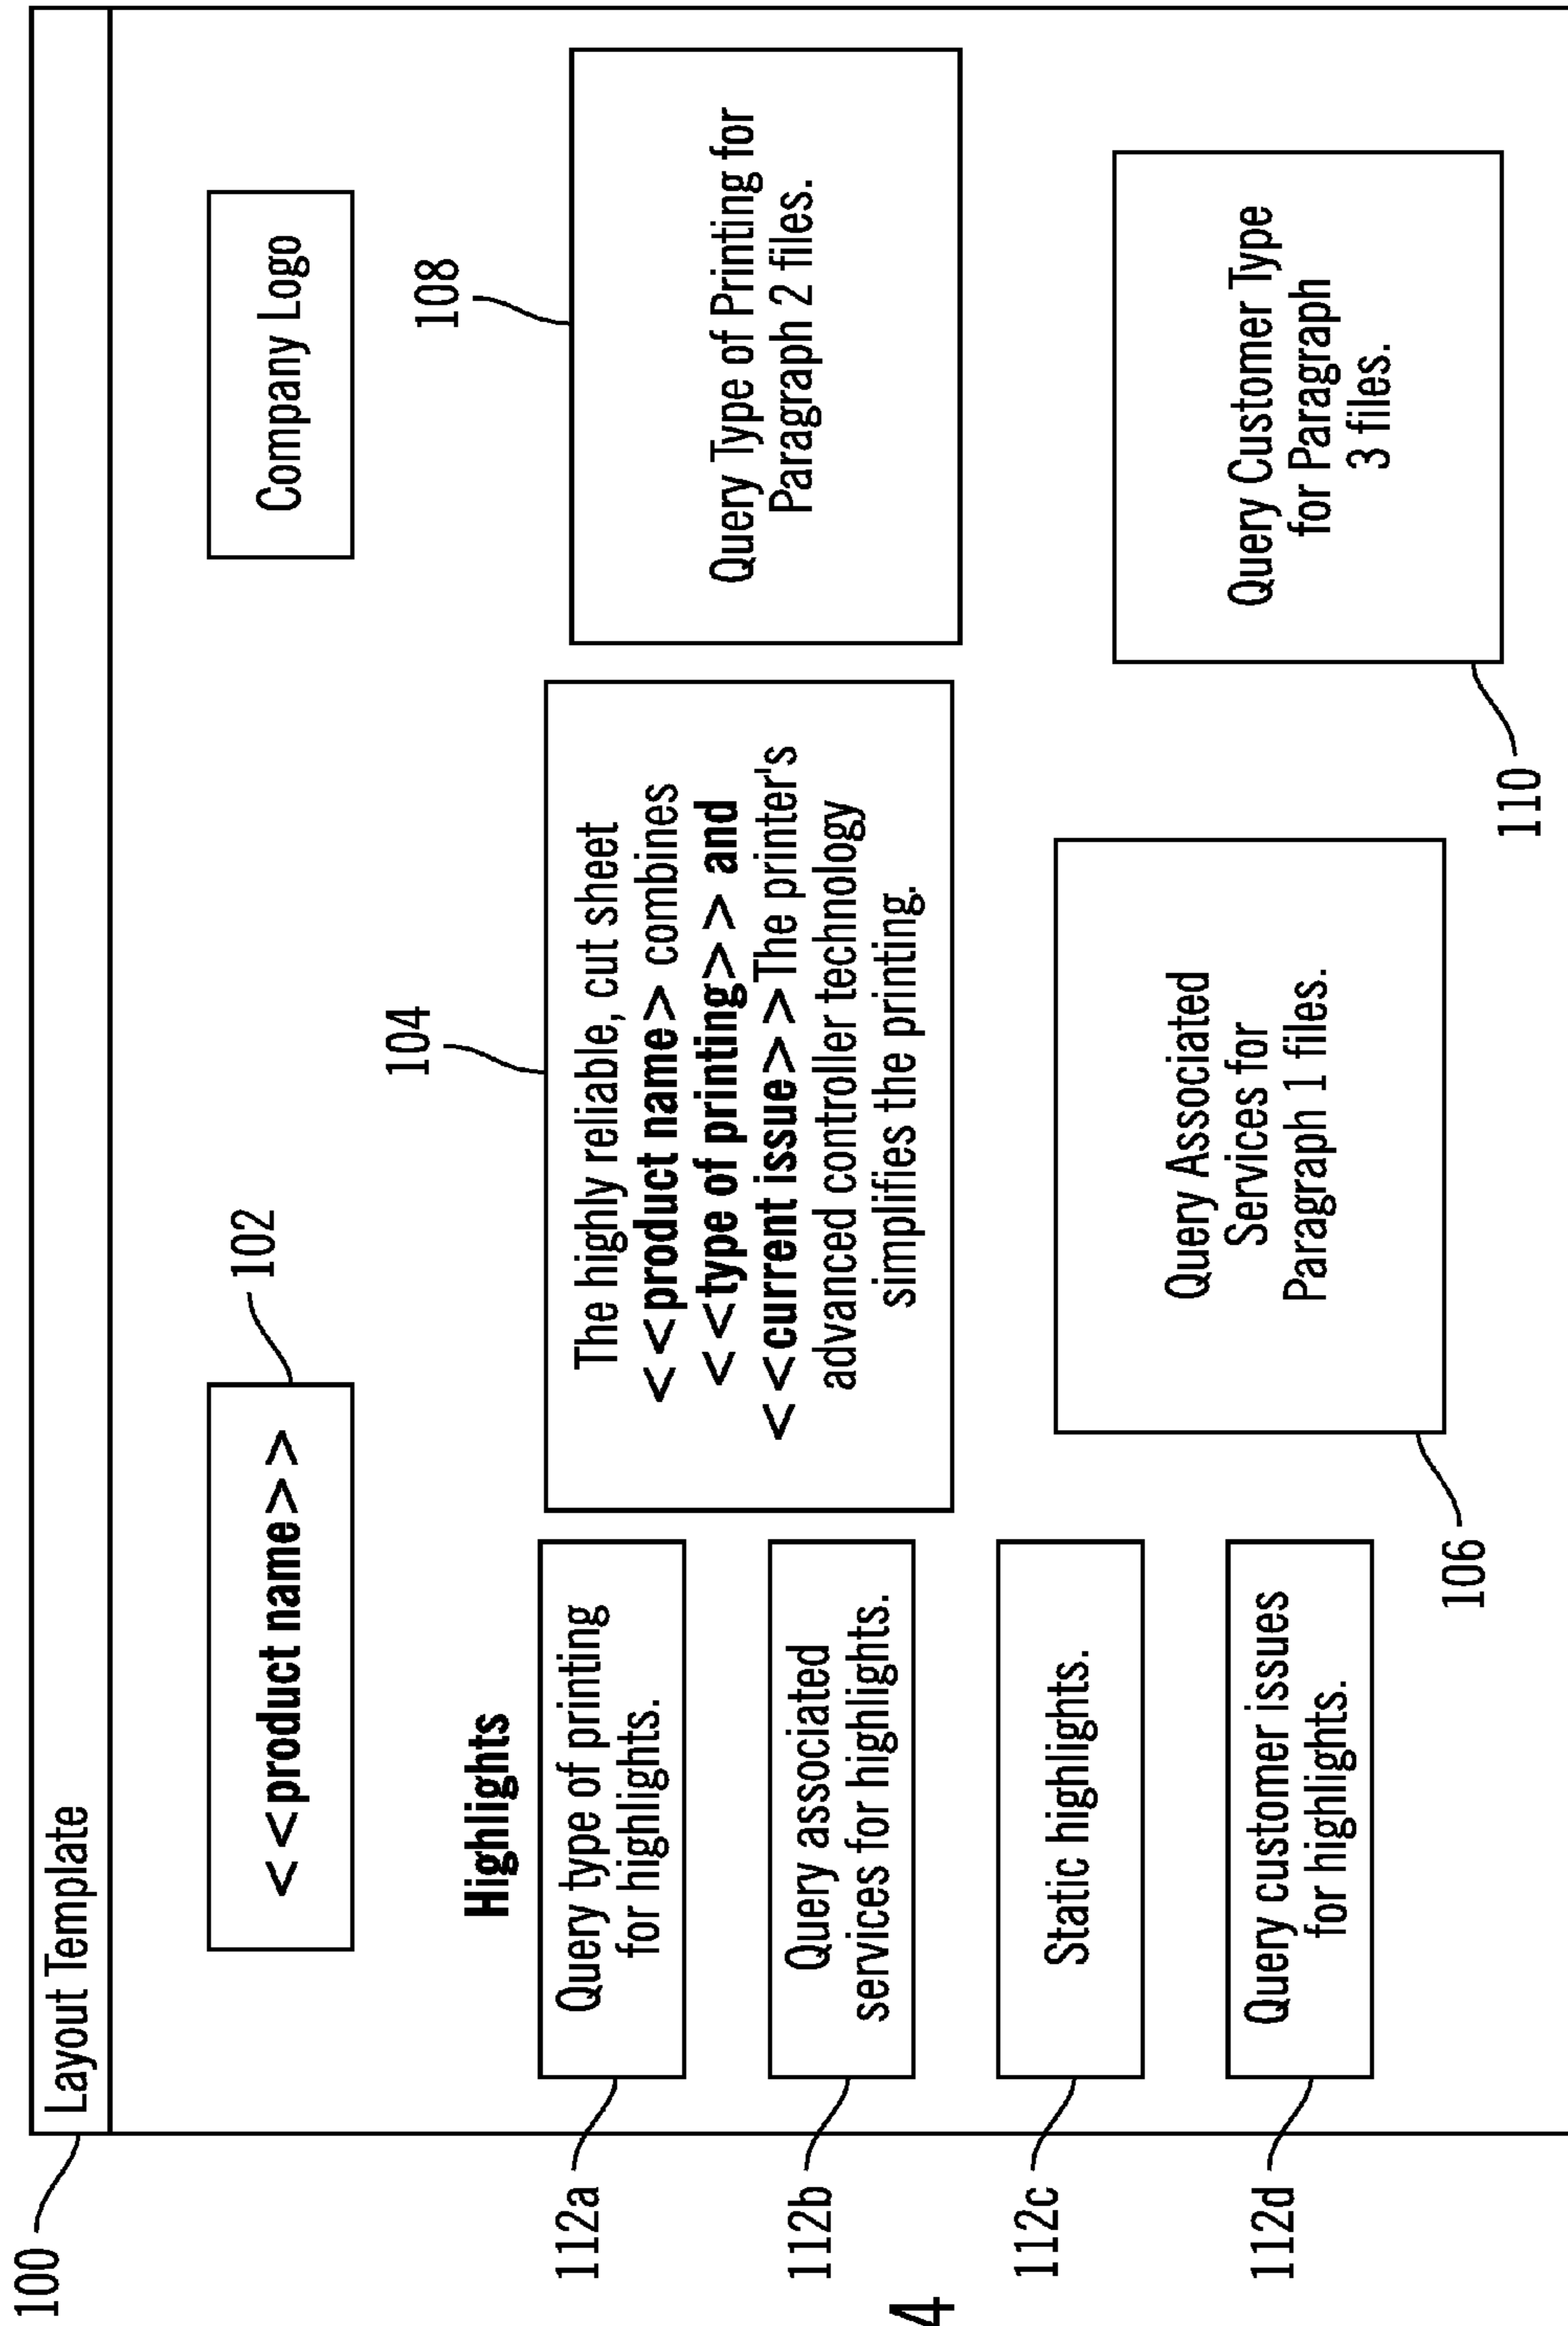 100
Layout Template
<<product name>>
102
Company Logo
Highlights
112a
Query type of printing
for highlights.
112b
Query associated
services for highlights.
112c
Static highlights.
112d
Query customer issues
for highlights.
104
The highly reliable, cut sheet
<<product name> combines
<<type of printing>> and
<<current issue>>The printer's
advanced controller technology
simplifies the printing.
108
Query Type of Printing for
Paragraph 2 files.
Query Associated
Services for
Paragraph 1 files.
106
Query Customer Type
for Paragraph
3 files.
110
4